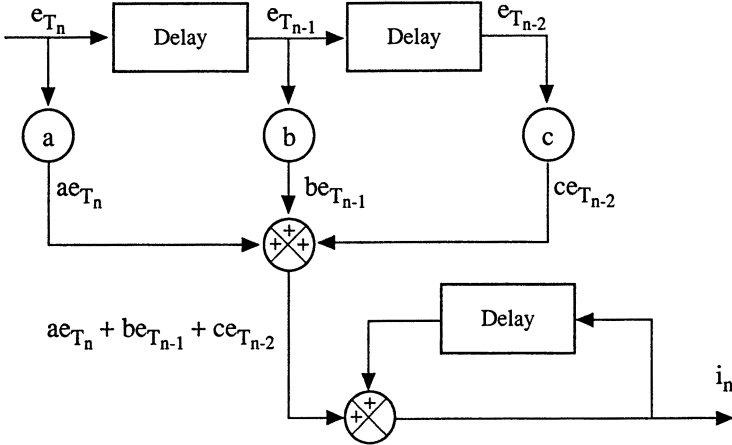 e_{T_n}
e_{T_{n-1}}
e_{T_{n-2}}
Delay
Delay
a
b
c
ae_{T_n}
be_{T_{n-1}}
ce_{T_{n-2}}
+
+ +
ae_{T_n} + be_{T_{n-1}} + ce_{T_{n-2}}
Delay
i_n
+
+